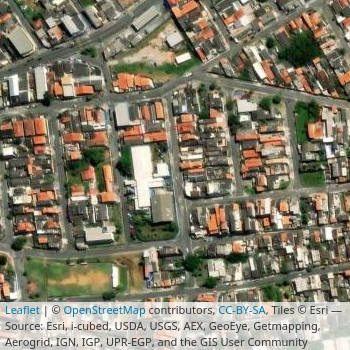 Leaflet | © OpenStreetMap contributors, CC-BY-SA, Tiles © Esri —
Source: Esri, i-cubed, USDA, USGS, AEX, GeoEye, Getmapping,
Aerogrid, IGN, IGP, UPR-EGP, and the GIS User Community